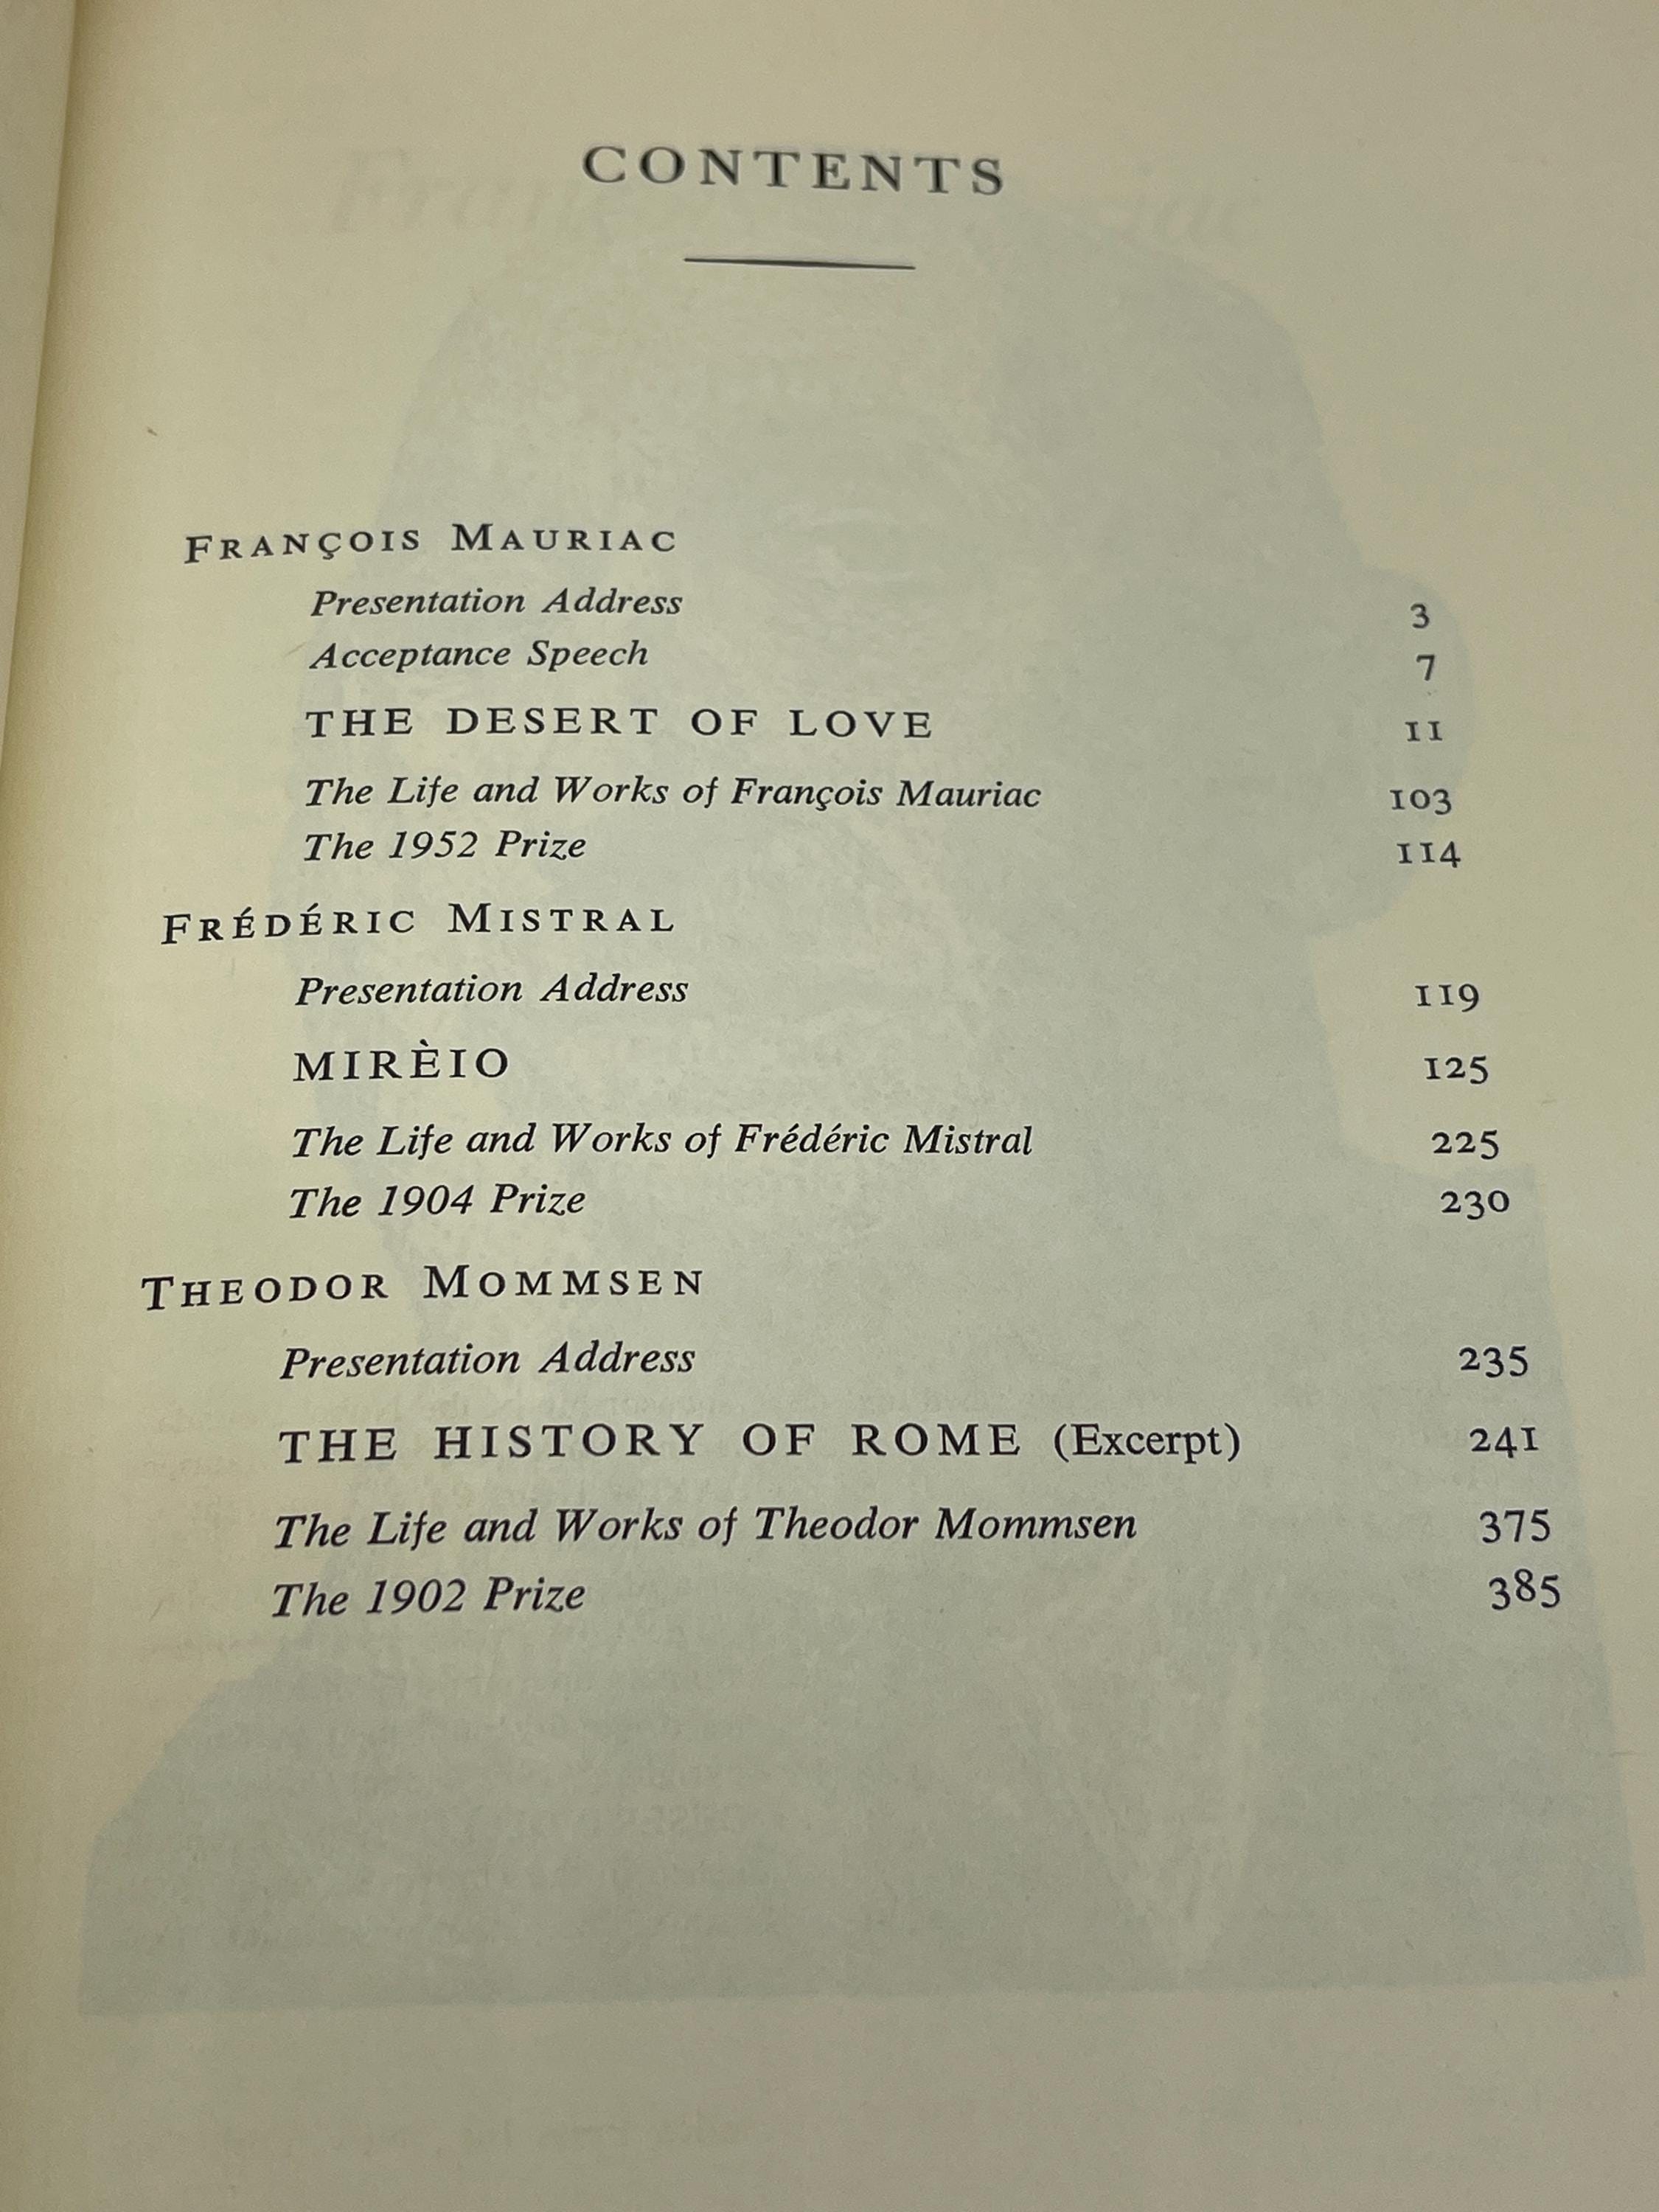 CONTENTS
FRANÇOIS MAURIAC
Presentation Address 3
Acceptance Speech 7
THE DESERT OF LOVE 11
The Life and Works of François Mauriac 103
The 1952 Prize 114
FRÉDÉRIC MISTRAL
Presentation Address 119
MIRÈIO 125
The Life and Works of Frédéric Mistral 225
The 1904 Prize 230
THEODOR MOMMSEN
Presentation Address 235
THE HISTORY OF ROME (Excerpt) 241
The Life and Works of Theodor Mommsen 375
The 1902 Prize 385